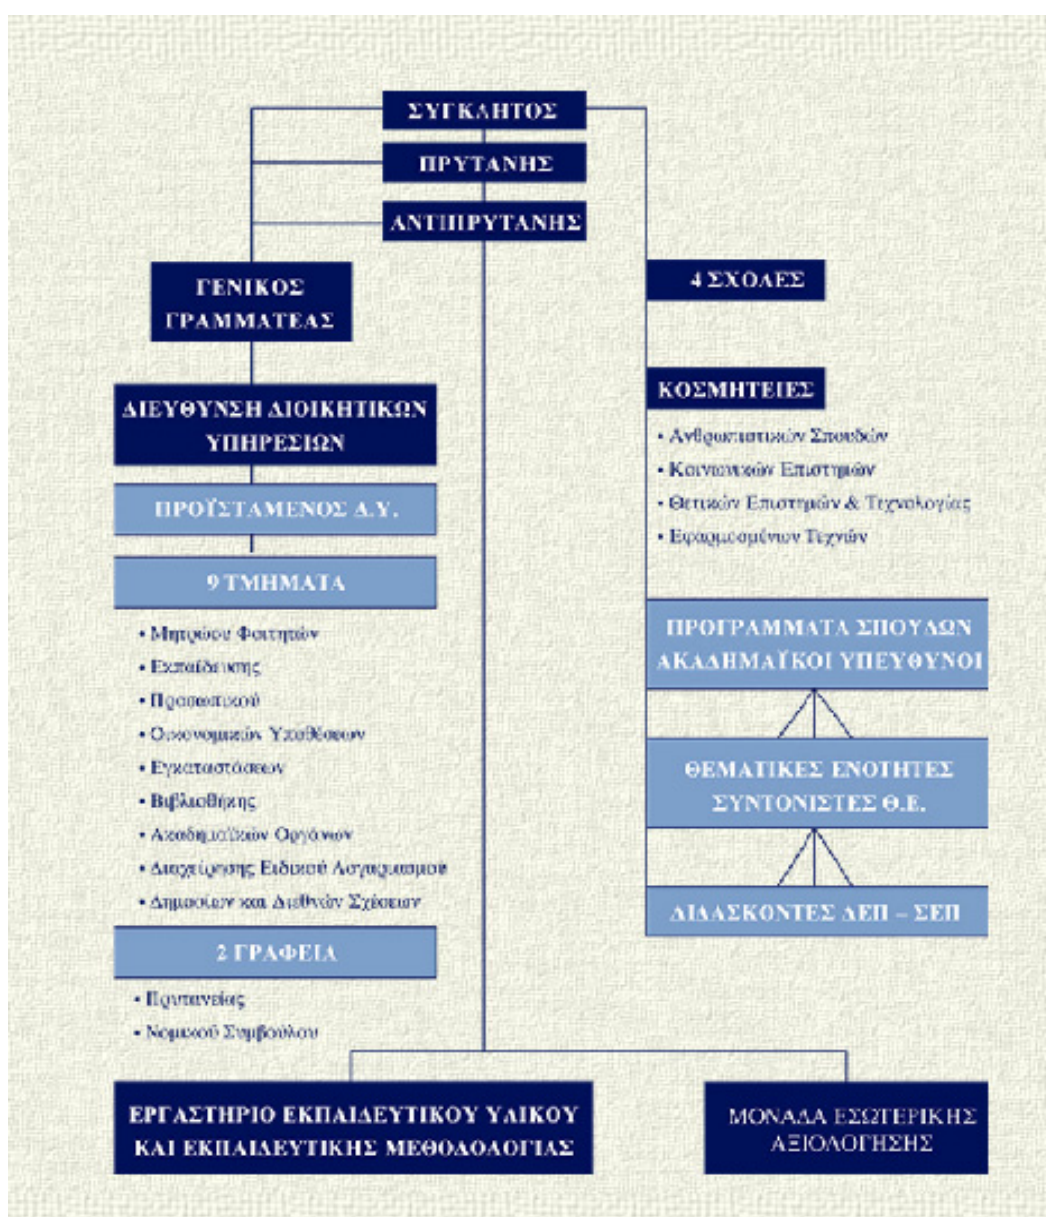 ΣΥΓΚΛΗΤΟΣ
ΠΡΥΤΑΝΗΣ
ΑΝΤΙΠΡΥΤΑΝΗΣ
ΓΕΝΙΚΟΣ
ΓΡΑΜΜΑΤΕΑΣ
ΔΙΕΥΘΥΝΣΗ ΔΙΟΙΚΗΤΙΚΩΝ
ΥΠΗΡΕΣΙΩΝ
ΠΡΟΪΣΤΑΜΕΝΟΣ Δ.Υ.
9 ΤΜΗΜΑΤΑ
• Μητρώου Φοιτητών
• Εκπαίδευσης
• Προσωπικού
• Οικονομικών Υποθέσεων
• Εγκαταστάσεων
• Βιβλιοθήκης
• Ακαδημαϊκών Οργάνων
• Διαχείρησης Ειδικού Λογαριασμού
• Δημοσίων και Διεθνών Σχέσεων
2 ΓΡΑΦΕΙΑ
• Πρυτανείας
• Νομικού Συμβούλου
4 ΣΧΟΛΕΣ
ΚΟΣΜΗΤΕΙΕΣ
• Ανθρωπιστικών Σπουδών
• Κοινωνικών Επιστημών
• Θετικών Επιστημών & Τεχνολογίας
• Εφαρμοσμένων Τεχνών
ΠΡΟΓΡΑΜΜΑΤΑ ΣΠΟΥΔΩΝ
ΑΚΑΔΗΜΑΪΚΟΙ ΥΠΕΥΘΥΝΟΙ
ΘΕΜΑΤΙΚΕΣ ΕΝΟΤΗΤΕΣ
ΣΥΝΤΟΝΙΣΤΕΣ Θ.Ε.
ΔΙΔΑΣΚΟΝΤΕΣ ΔΕΠ – ΣΕΠ
ΕΡΓΑΣΤΗΡΙΟ ΕΚΠΑΙΔΕΥΤΙΚΟΥ ΥΛΙΚΟΥ
ΚΑΙ ΕΚΠΑΙΔΕΥΤΙΚΗΣ ΜΕΘΟΔΟΛΟΓΙΑΣ
ΜΟΝΑΔΑ ΕΣΩΤΕΡΙΚΗΣ
ΑΞΙΟΛΟΓΗΣΗΣ